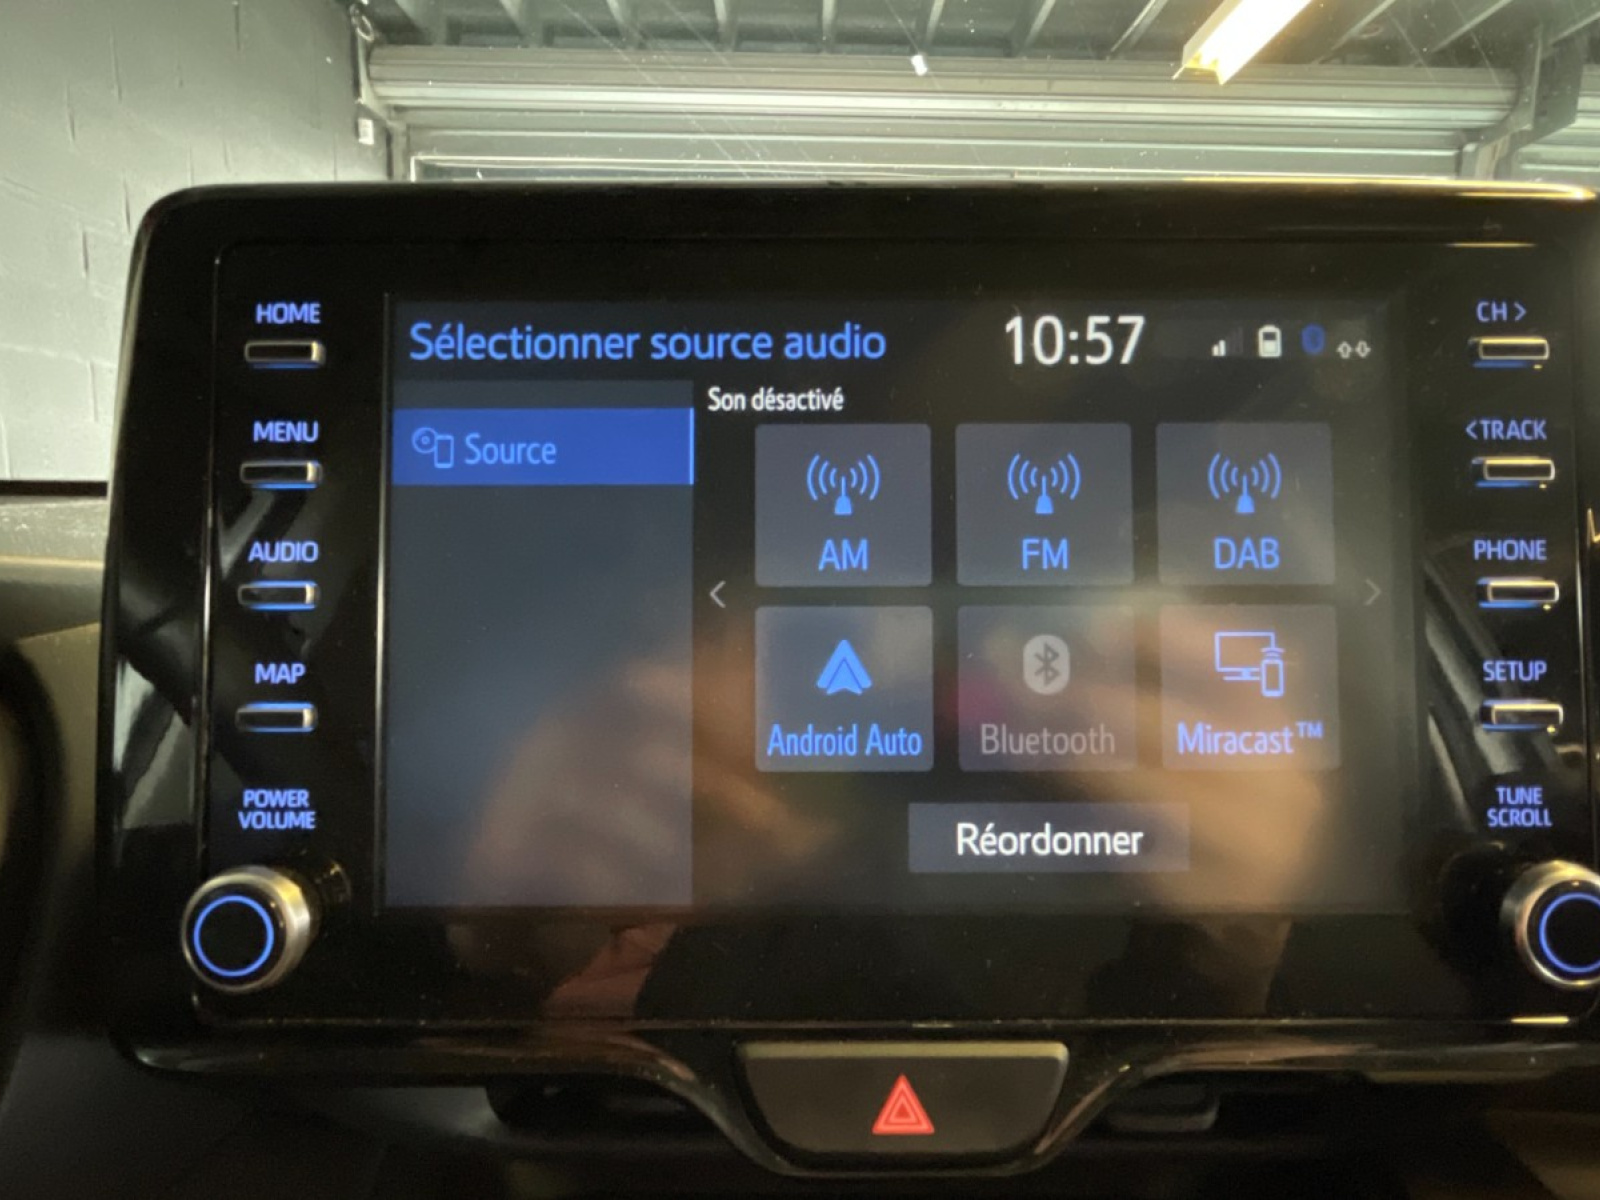 HOME
MENU
AUDIO
MAP
POWER
VOLUME
Sélectionner source audio
10:57
Source
Son désactivé
AM
FM
DAB
Android Auto
Bluetooth
Miracast™
Réordonner
CH >
<TRACK
PHONE
SETUP
TUNE
SCROLL